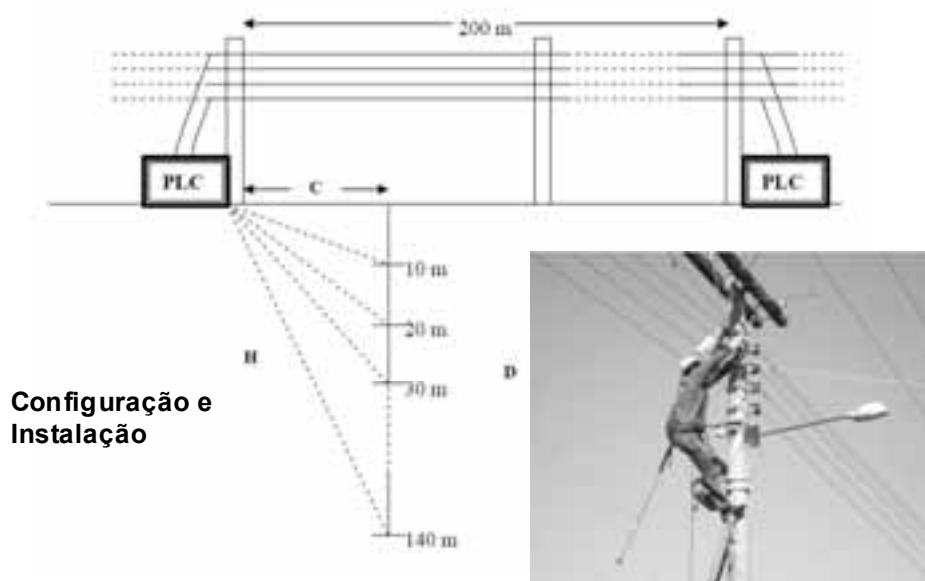 200 m
PLC
C
PLC
10 m
20 m
H
D
30 m
Configuração e
Instalação
140 m